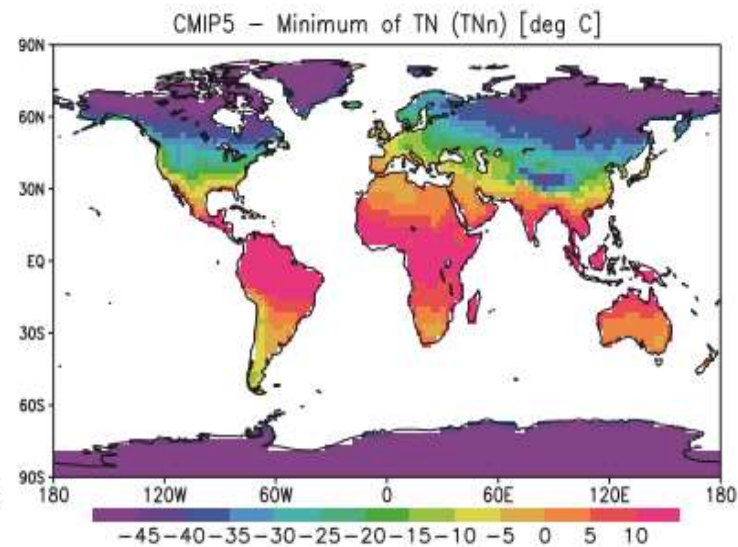 CMIP5 – Minimum of TN (TNn) [deg C]
90N
60N
30N
EQ
30S
60S
90S
180 120W 60W 0 60E 120E 180
-45 -40 -35 -30 -25 -20 -15 -10 -5 0 5 10